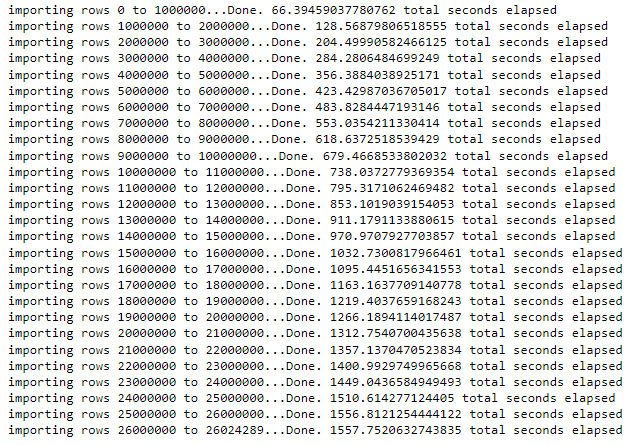 importing rows 0 to 1000000...Done. 66.39459037780762 total seconds elapsed
importing rows 1000000 to 2000000...Done. 128.56879806518555 total seconds elapsed
importing rows 2000000 to 3000000...Done. 204.49990582466125 total seconds elapsed
importing rows 3000000 to 4000000...Done. 284.2806484699249 total seconds elapsed
importing rows 4000000 to 5000000...Done. 356.3884038925171 total seconds elapsed
importing rows 5000000 to 6000000...Done. 423.42987036705017 total seconds elapsed
importing rows 6000000 to 7000000...Done. 483.8284447193146 total seconds elapsed
importing rows 7000000 to 8000000...Done. 553.0354211330414 total seconds elapsed
importing rows 8000000 to 9000000...Done. 618.6372518539429 total seconds elapsed
importing rows 9000000 to 10000000...Done. 679.4668533802032 total seconds elapsed
importing rows 10000000 to 11000000...Done. 738.0372779369354 total seconds elapsed
importing rows 11000000 to 12000000...Done. 795.3171062469482 total seconds elapsed
importing rows 12000000 to 13000000...Done. 853.1019039154053 total seconds elapsed
importing rows 13000000 to 14000000...Done. 911.1791133880615 total seconds elapsed
importing rows 14000000 to 15000000...Done. 970.9707927703857 total seconds elapsed
importing rows 15000000 to 16000000...Done. 1032.7300817966461 total seconds elapsed
importing rows 16000000 to 17000000...Done. 1095.4451656341553 total seconds elapsed
importing rows 17000000 to 18000000...Done. 1163.1637709140778 total seconds elapsed
importing rows 18000000 to 19000000...Done. 1219.4037659168243 total seconds elapsed
importing rows 19000000 to 20000000...Done. 1266.1894114017487 total seconds elapsed
importing rows 20000000 to 21000000...Done. 1312.7540700435638 total seconds elapsed
importing rows 21000000 to 22000000...Done. 1357.1370470523834 total seconds elapsed
importing rows 22000000 to 23000000...Done. 1400.9929749965668 total seconds elapsed
importing rows 23000000 to 24000000...Done. 1449.0436584949493 total seconds elapsed
importing rows 24000000 to 25000000...Done. 1510.614277124405 total seconds elapsed
importing rows 25000000 to 26000000...Done. 1556.8121254444122 total seconds elapsed
importing rows 26000000 to 26024289...Done. 1557.7520632743835 total seconds elapsed